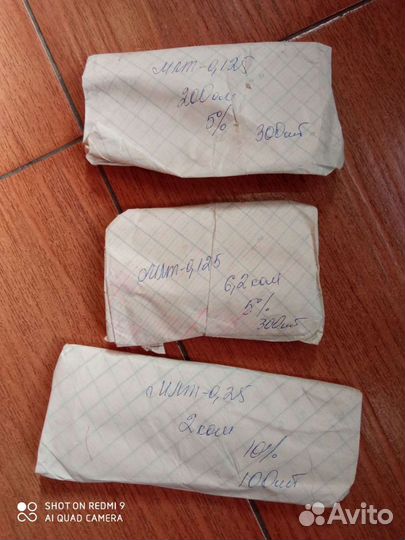 МЛТ-0,125
200 ом
5%
300шт
МЛТ-0,125
6,2 ком
5%
300шт
МЛТ-0,25
2 ком
10%
100шт
SHOT ON REDMI 9
AI QUAD CAMERA
Avito